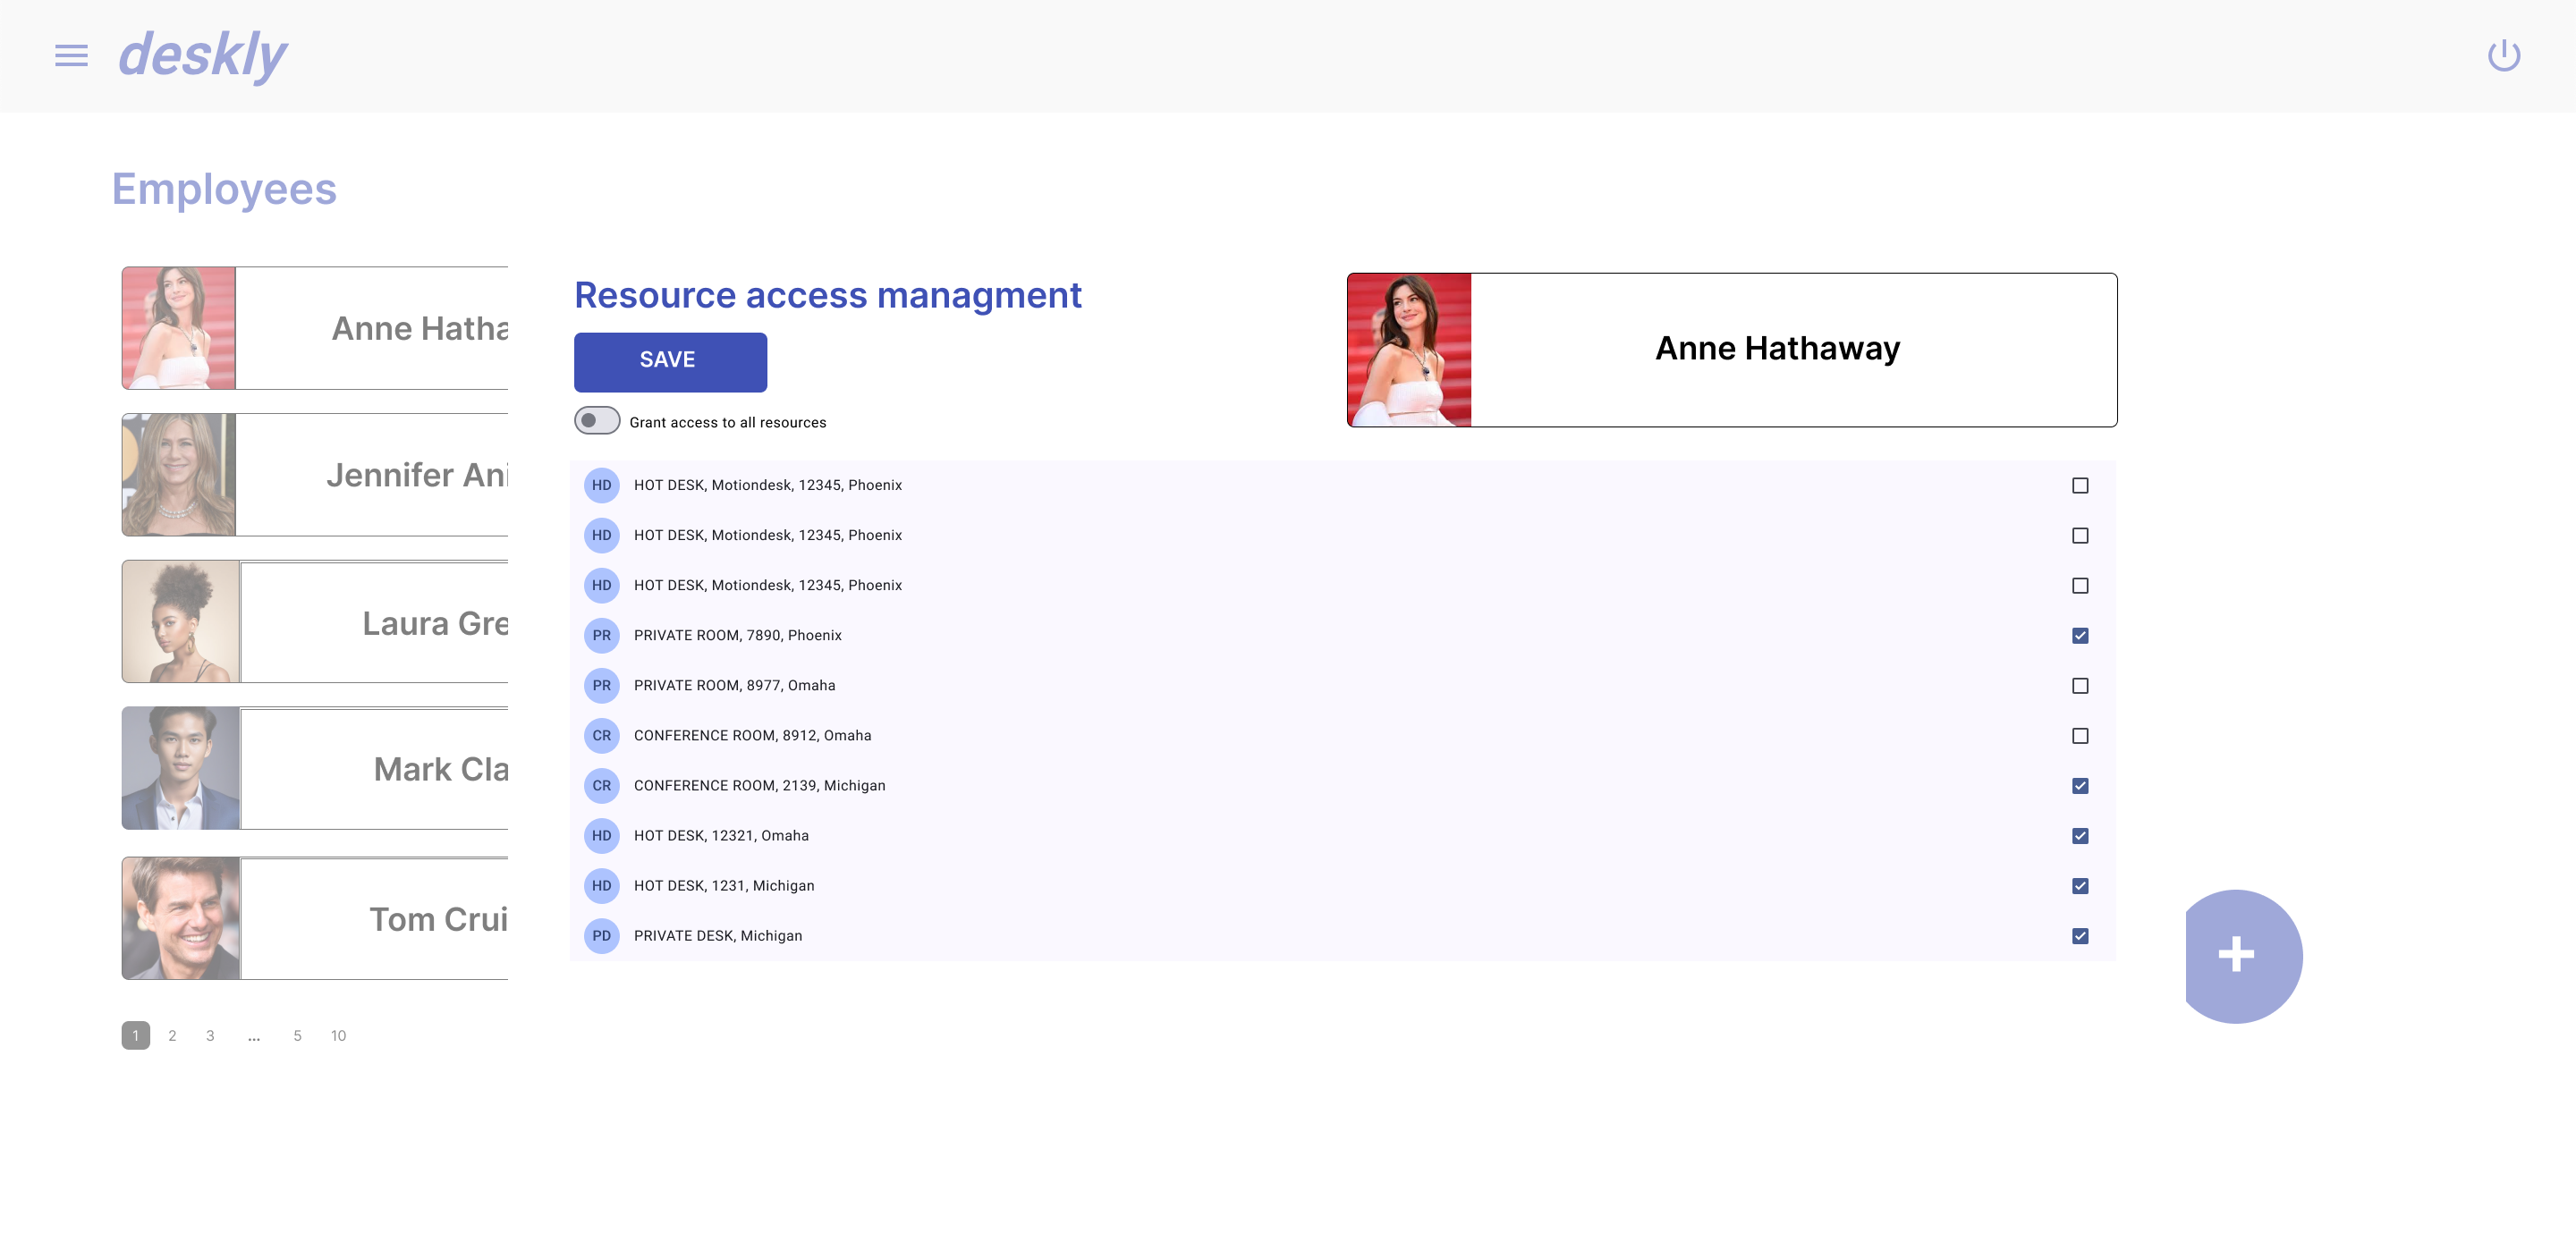 deskly
Employees
Anne Hatha
Jennifer Ani
Laura Gre
Mark Cla
Tom Crui
1 2 3 ... 5 10
Resource access managment
SAVE
Grant access to all resources
Anne Hathaway
HD HOT DESK, Motiondesk, 12345, Phoenix
HD HOT DESK, Motiondesk, 12345, Phoenix
HD HOT DESK, Motiondesk, 12345, Phoenix
PR PRIVATE ROOM, 7890, Phoenix
PR PRIVATE ROOM, 8977, Omaha
CR CONFERENCE ROOM, 8912, Omaha
CR CONFERENCE ROOM, 2139, Michigan
HD HOT DESK, 12321, Omaha
HD HOT DESK, 1231, Michigan
PD PRIVATE DESK, Michigan
+